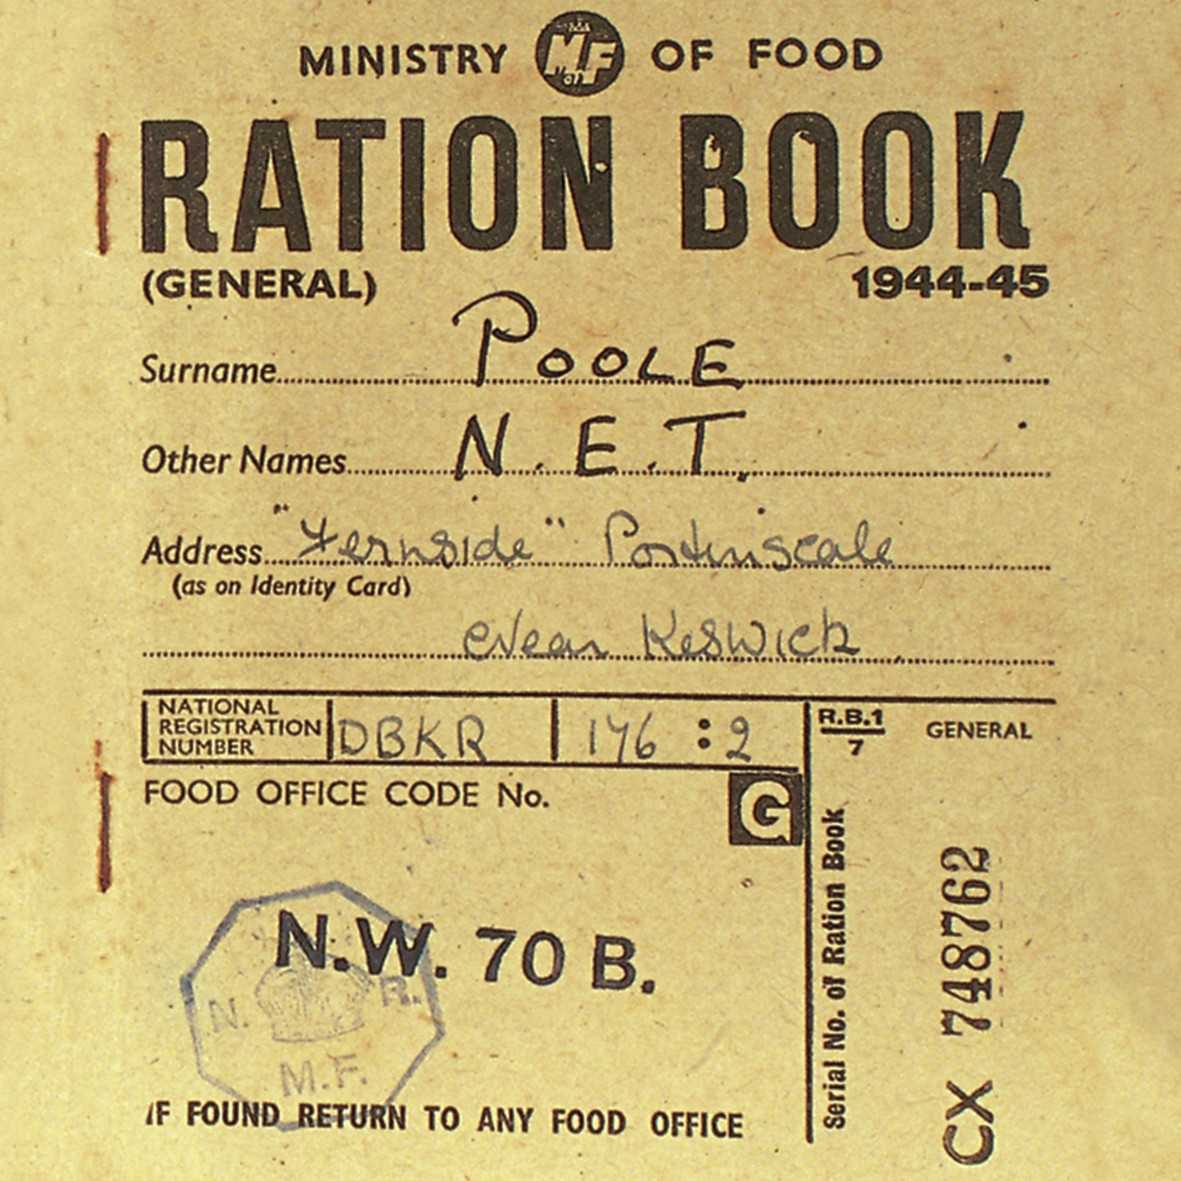 MINISTRY MF OF FOOD
RATION BOOK
(GENERAL) 1944-45
Surname POOLE
Other Names N.E.T.
Address "Fernside" Portinscale
(as on Identity Card)
Near Keswick
NATIONAL REGISTRATION NUMBER DBKR 176 : 2
R.B.1
7
GENERAL
FOOD OFFICE CODE No.
G
N.W. 70 B.
N. R.
M.F.
IF FOUND RETURN TO ANY FOOD OFFICE
Serial No. of Ration Book
CX 748762